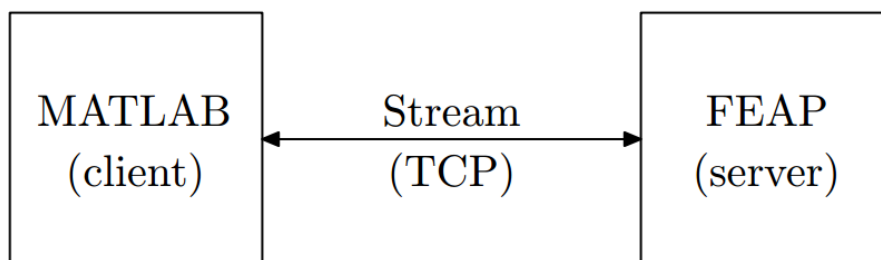 MATLAB
(client)
Stream
(TCP)
FEAP
(server)